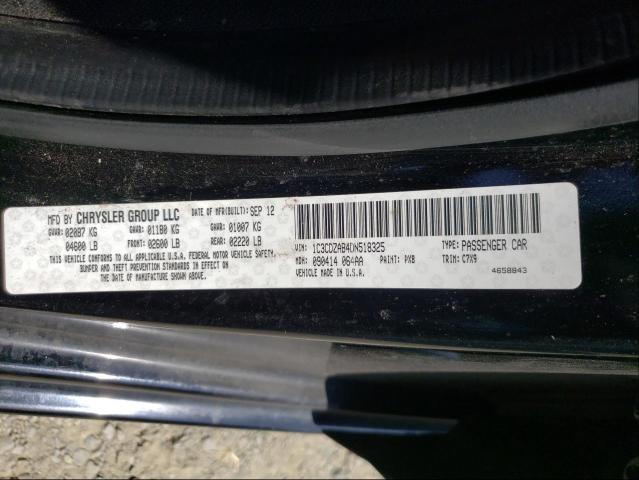 MFD BY CHRYSLER GROUP LLC DATE OF MFR(BUILT): SEP 12
GVWR: 02087 KG GAWR: 01180 KG GAWR: 01007 KG
04600 LB FRONT: 02600 LB REAR: 02220 LB
THIS VEHICLE CONFORMS TO ALL APPLICABLE U.S.A. FEDERAL MOTOR VEHICLE SAFETY,
BUMPER AND THEFT PREVENTION STANDARDS IN EFFECT ON THE
DATE OF MANUFACTURE SHOWN ABOVE.
VIN: 1C3CDZAB4DN518325 TYPE: PASSENGER CAR
MDH: 090414 064AA PAINT: PX8 TRIM: C7X9
VEHICLE MADE IN U.S.A. 4658843